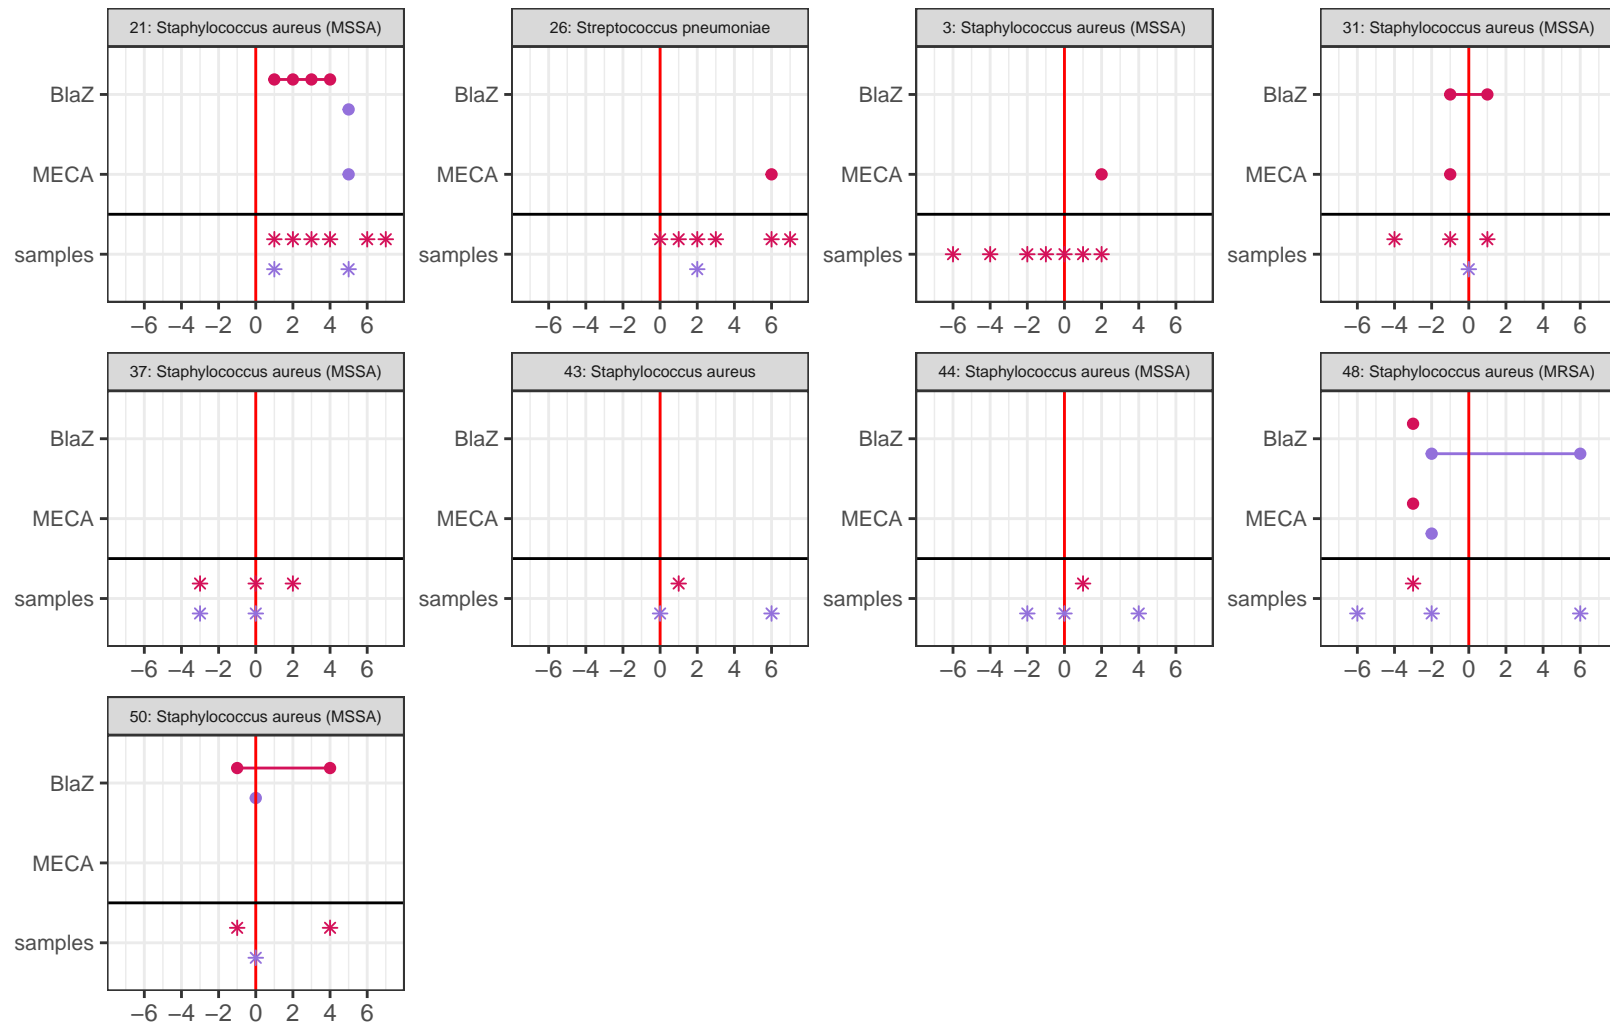 21: Staphylococcus aureus (MSSA)
BlaZ
MECA
samples
−6 −4 −2 0 2 4 6
26: Streptococcus pneumoniae
BlaZ
MECA
samples
−6 −4 −2 0 2 4 6
3: Staphylococcus aureus (MSSA)
BlaZ
MECA
samples
−6 −4 −2 0 2 4 6
31: Staphylococcus aureus (MSSA)
BlaZ
MECA
samples
−6 −4 −2 0 2 4 6
37: Staphylococcus aureus (MSSA)
BlaZ
MECA
samples
−6 −4 −2 0 2 4 6
43: Staphylococcus aureus
BlaZ
MECA
samples
−6 −4 −2 0 2 4 6
44: Staphylococcus aureus (MSSA)
BlaZ
MECA
samples
−6 −4 −2 0 2 4 6
48: Staphylococcus aureus (MRSA)
BlaZ
MECA
samples
−6 −4 −2 0 2 4 6
50: Staphylococcus aureus (MSSA)
BlaZ
MECA
samples
−6 −4 −2 0 2 4 6